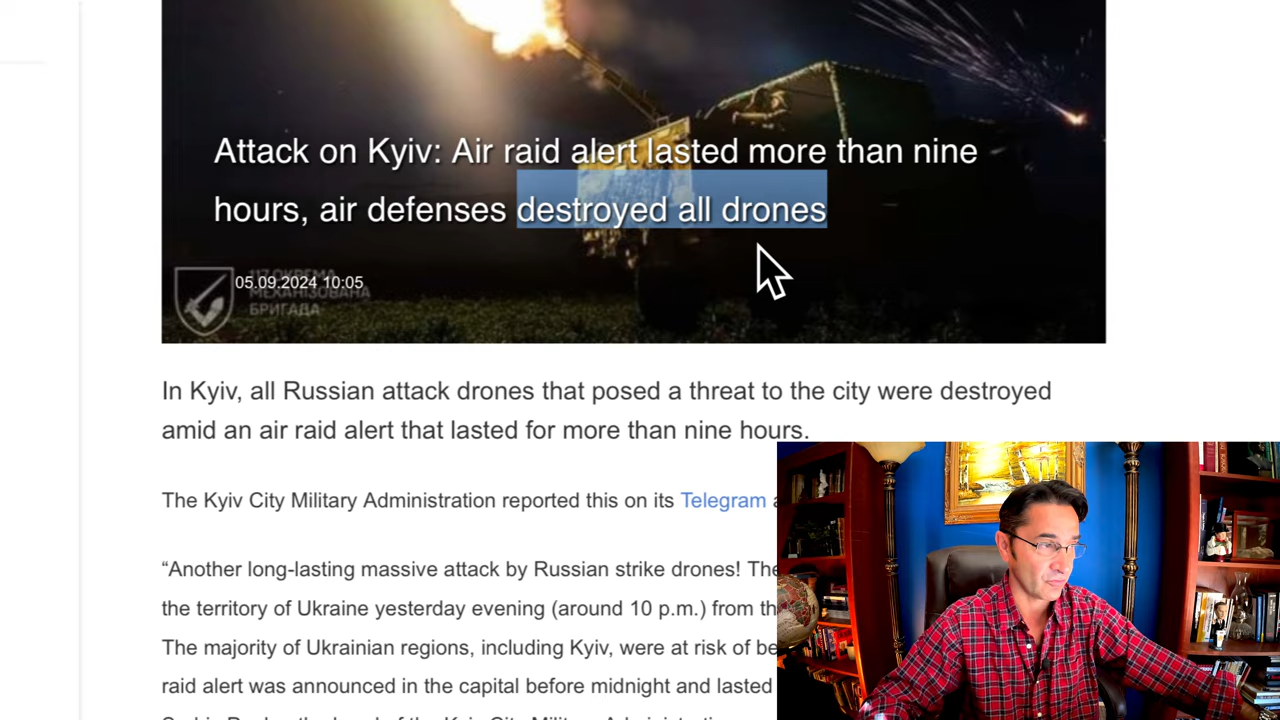 Attack on Kyiv: Air raid alert lasted more than nine
hours, air defenses destroyed all drones
05.09.2024 10:05
МЕХАНІЗОВАНА
БРИГАДА
In Kyiv, all Russian attack drones that posed a threat to the city were destroyed
amid an air raid alert that lasted for more than nine hours.
The Kyiv City Military Administration reported this on its Telegram
“Another long-lasting massive attack by Russian strike drones! The
the territory of Ukraine yesterday evening (around 10 p.m.) from
The majority of Ukrainian regions, including Kyiv, were at risk of
raid alert was announced in the capital before midnight and lasted